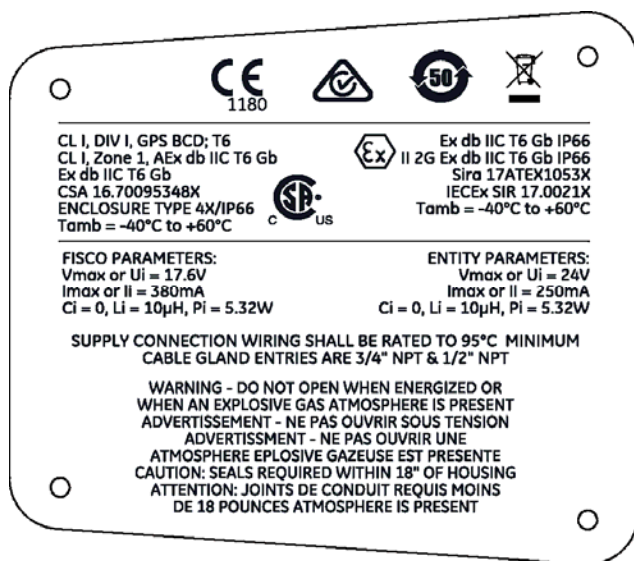 CE
1180
50
CL I, DIV I, GPS BCD; T6
CL I, Zone 1, AEx db IIC T6 Gb
Ex db IIC T6 Gb
CSA 16.70095348X
ENCLOSURE TYPE 4X/IP66
Tamb = -40°C to +60°C
C SA US
Ex
Ex db IIC T6 Gb IP66
II 2G Ex db IIC T6 Gb IP66
Sira 17ATEX1053X
IECEx SIR 17.0021X
Tamb = -40°C to +60°C
FISCO PARAMETERS:
Vmax or Ui = 17.6V
Imax or Ii = 380mA
Ci = 0, Li = 10µH, Pi = 5.32W
ENTITY PARAMETERS:
Vmax or Ui = 24V
Imax or II = 250mA
Ci = 0, Li = 10µH, Pi = 5.32W
SUPPLY CONNECTION WIRING SHALL BE RATED TO 95°C MINIMUM
CABLE GLAND ENTRIES ARE 3/4" NPT & 1/2" NPT
WARNING - DO NOT OPEN WHEN ENERGIZED OR
WHEN AN EXPLOSIVE GAS ATMOSPHERE IS PRESENT
ADVERTISSEMENT - NE PAS OUVRIR SOUS TENSION
ADVERTISSMENT - NE PAS OUVRIR UNE
ATMOSPHERE EPLOSIVE GAZEUSE EST PRESENTE
CAUTION: SEALS REQUIRED WITHIN 18" OF HOUSING
ATTENTION: JOINTS DE CONDUIT REQUIS MOINS
DE 18 POUNCES ATMOSPHERE IS PRESENT